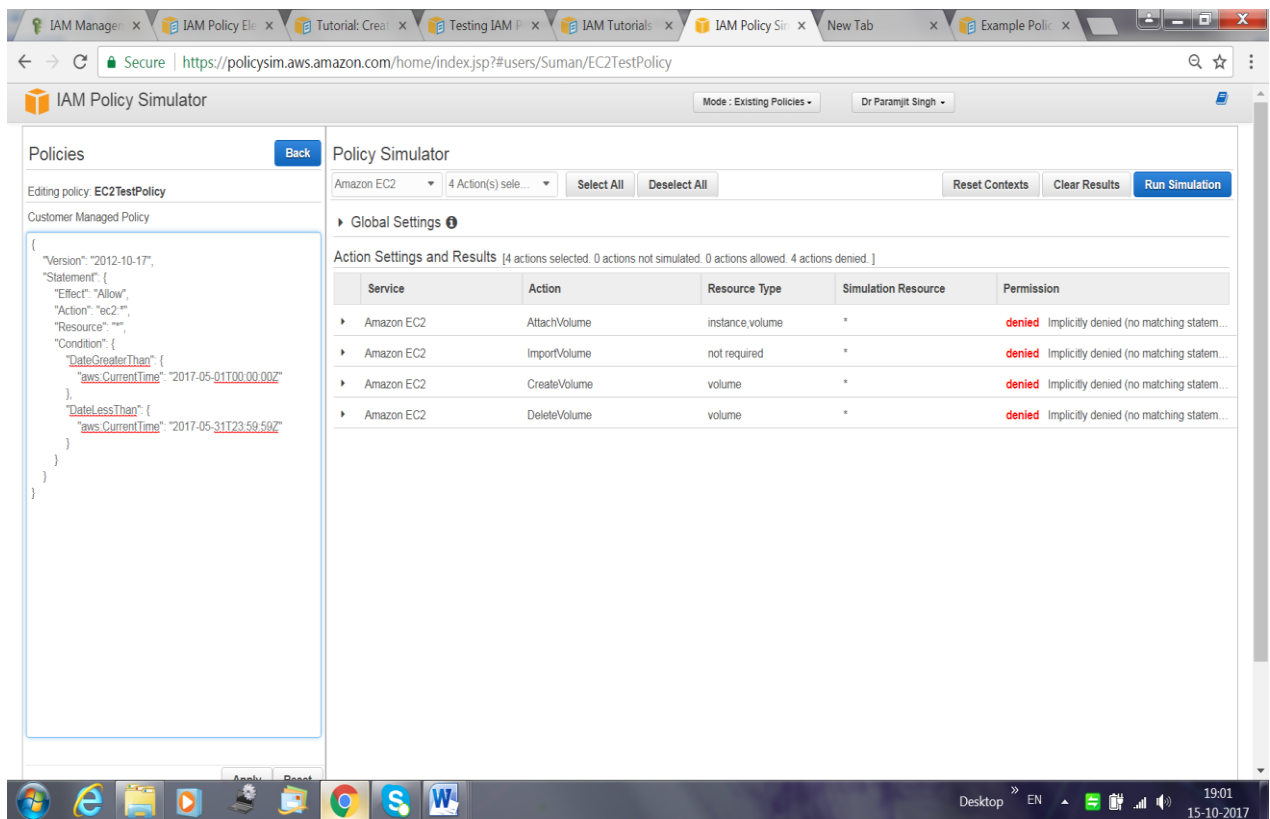 IAM Managen
IAM Policy Ele
Tutorial: Creat
Testing IAM P
IAM Tutorials
IAM Policy Sin
New Tab
Example Polic
Secure | https://policysim.aws.amazon.com/home/index.jsp?#users/Suman/EC2TestPolicy
IAM Policy Simulator
Mode : Existing Policies
Dr Paramjit Singh
Policies
Back
Editing policy: EC2TestPolicy
Customer Managed Policy
{
"Version": "2012-10-17",
"Statement": {
"Effect": "Allow",
"Action": "ec2:*",
"Resource": "*",
"Condition": {
"DateGreaterThan": {
"aws:CurrentTime": "2017-05-01T00:00:00Z"
},
"DateLessThan": {
"aws:CurrentTime": "2017-05-31T23:59:59Z"
}
}
}
}
Apply Reset
Policy Simulator
Amazon EC2 4 Action(s) sele... Select All Deselect All Reset Contexts Clear Results Run Simulation
Global Settings
Action Settings and Results [4 actions selected. 0 actions not simulated. 0 actions allowed. 4 actions denied. ]
Service Action Resource Type Simulation Resource Permission
Amazon EC2 AttachVolume instance,volume * denied Implicitly denied (no matching statem...
Amazon EC2 ImportVolume not required * denied Implicitly denied (no matching statem...
Amazon EC2 CreateVolume volume * denied Implicitly denied (no matching statem...
Amazon EC2 DeleteVolume volume * denied Implicitly denied (no matching statem...
Desktop » EN 19:01
15-10-2017